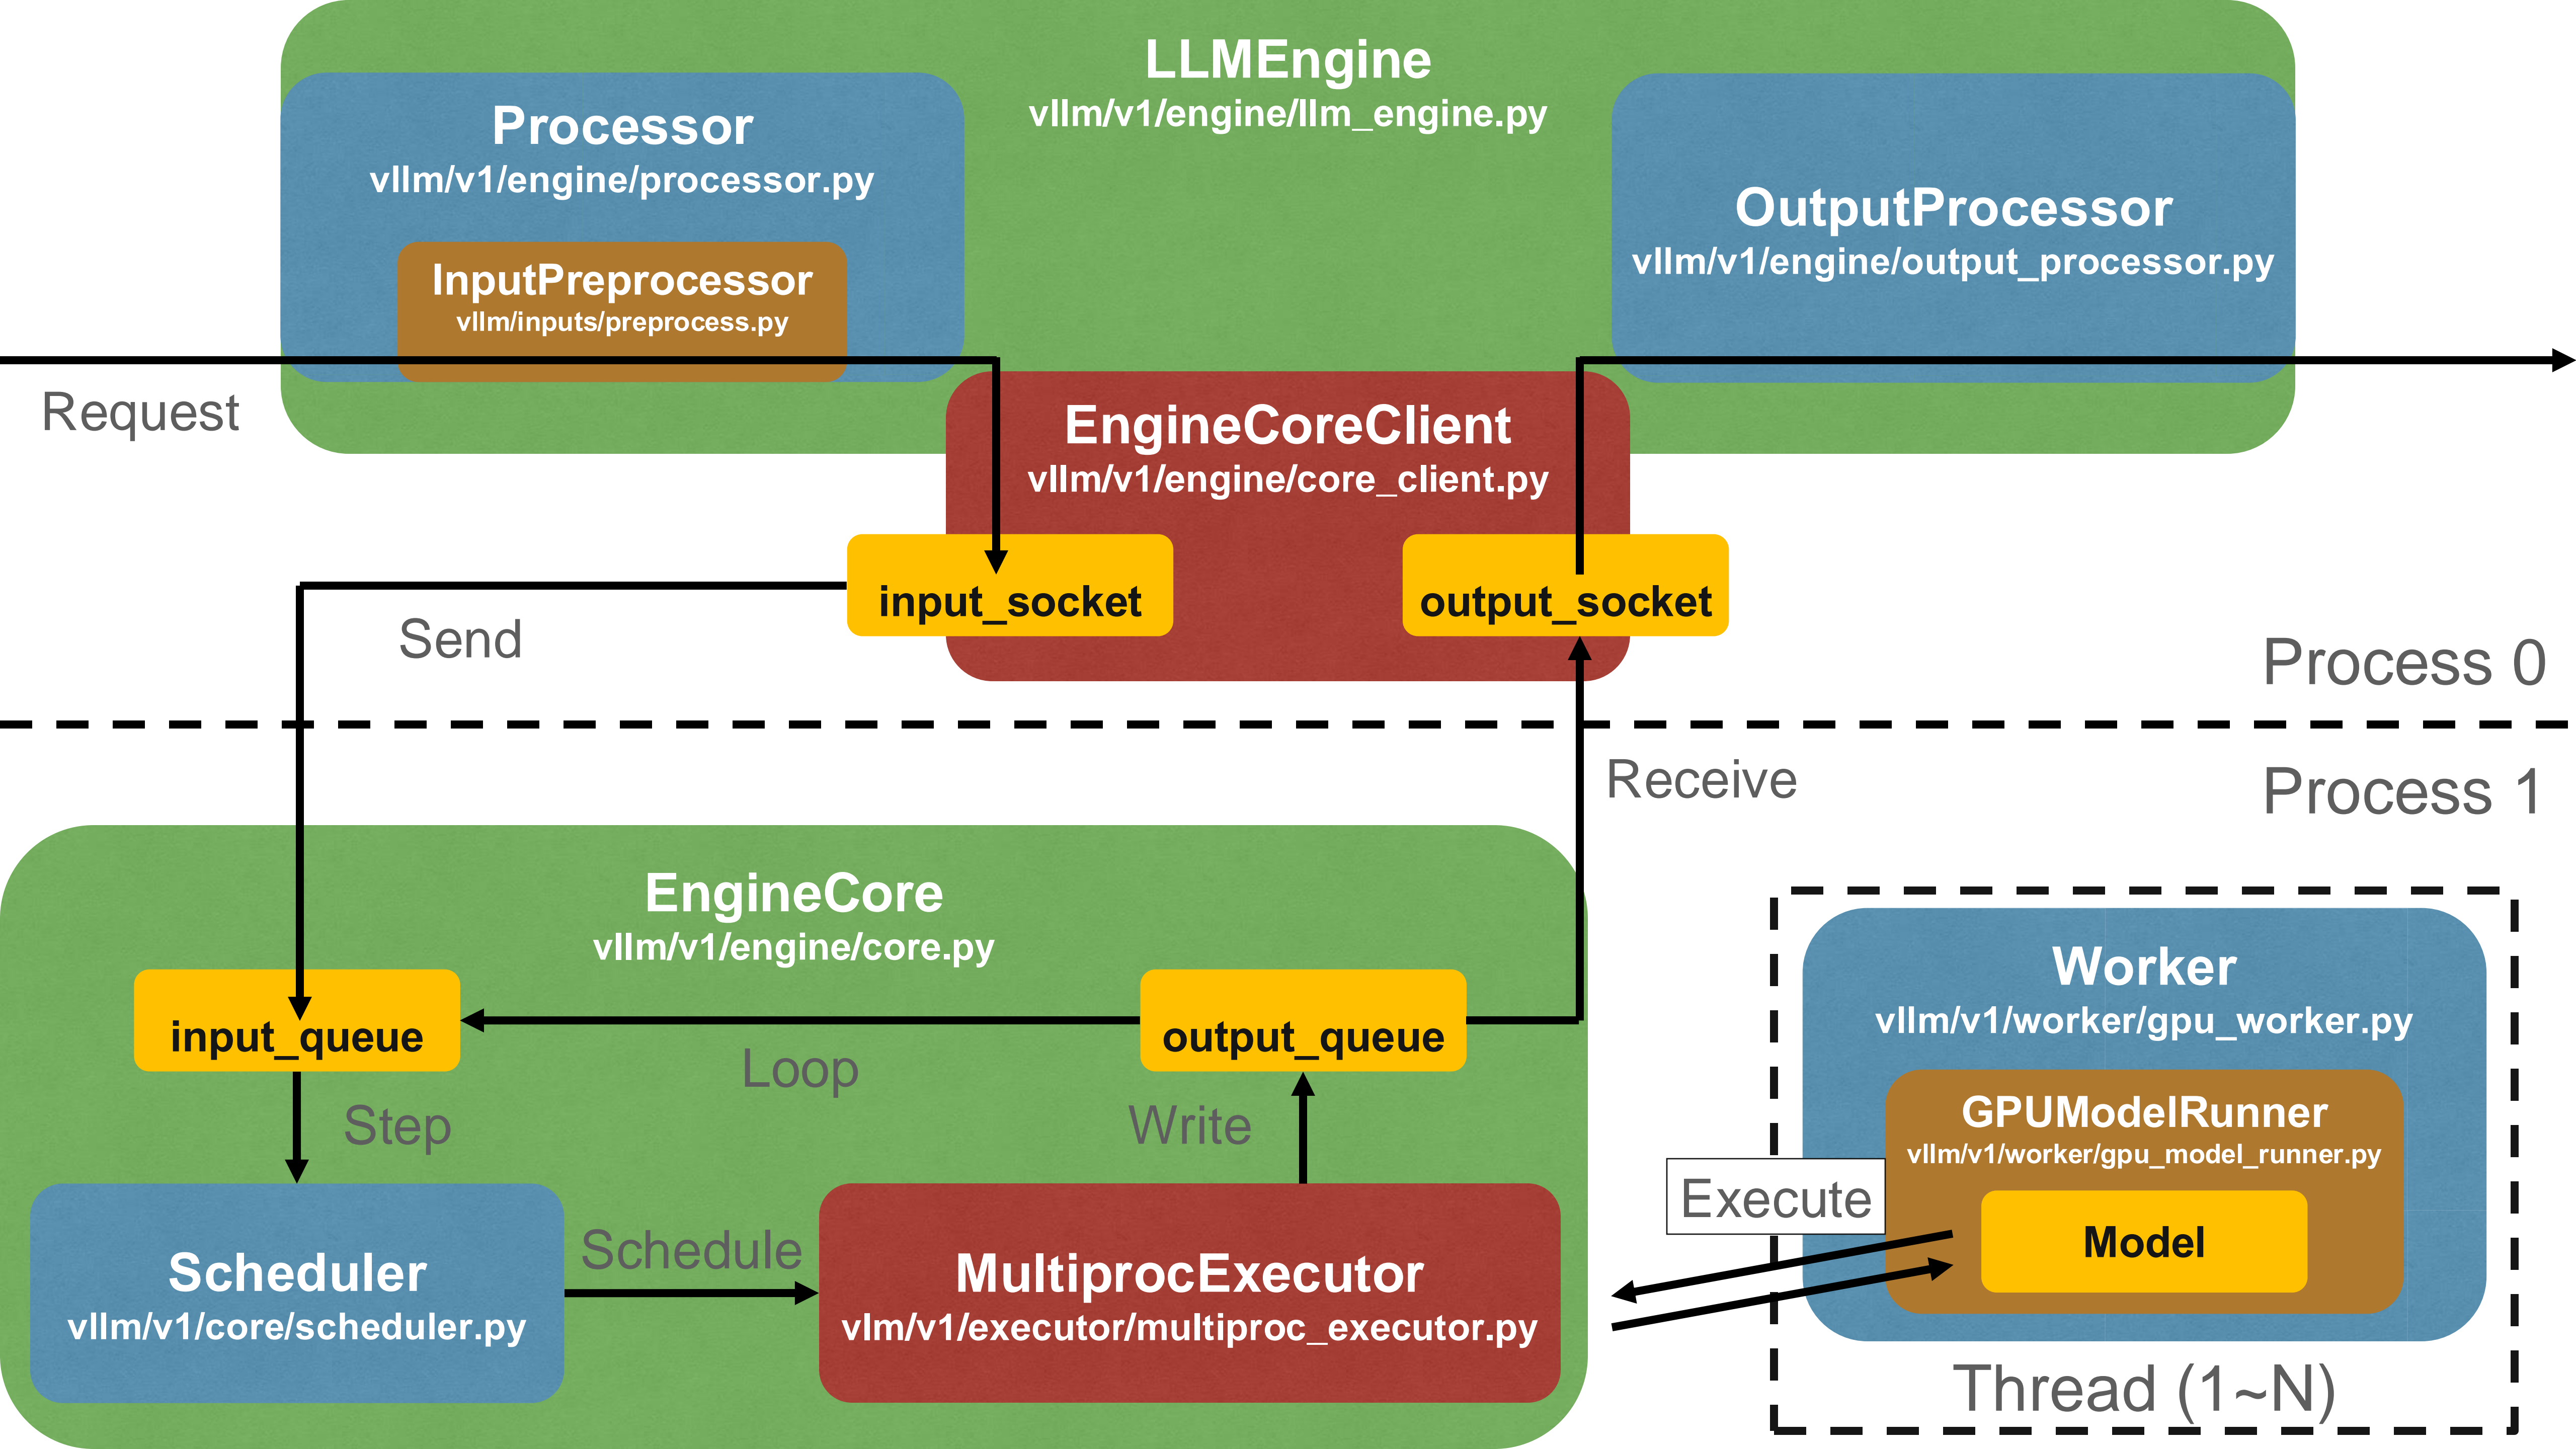 LLMEngine
vllm/v1/engine/llm_engine.py
Processor
vllm/v1/engine/processor.py
InputPreprocessor
vllm/inputs/preprocess.py
OutputProcessor
vllm/v1/engine/output_processor.py
Request
EngineCoreClient
vllm/v1/engine/core_client.py
input_socket
output_socket
Send
Process 0
Receive
Process 1
EngineCore
vllm/v1/engine/core.py
input_queue
output_queue
Loop
Step
Write
Scheduler
vllm/v1/core/scheduler.py
Schedule
MultiprocExecutor
vlm/v1/executor/multiproc_executor.py
Execute
Worker
vllm/v1/worker/gpu_worker.py
GPUModelRunner
vllm/v1/worker/gpu_model_runner.py
Model
Thread (1~N)